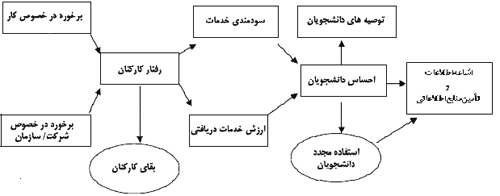 برخورد در خصوص کار
رفتار کارکنان
برخورد در خصوص
شرکت/ سازمان
بقای کارکنان
سودمندی خدمات
ارزش خدمات دریافتی
توصیه های دانشجویان
احساس دانشجویان
استفاده مجدد
دانشجویان
اشاعه اطلاعات
و
تأمین منابع اطلاعاتی